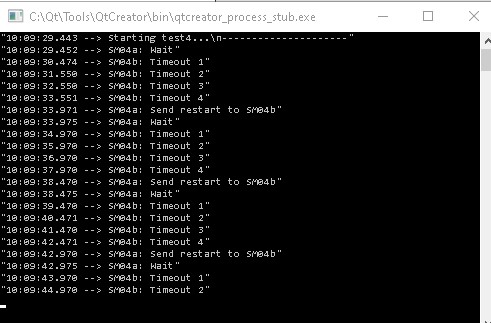 C:\Qt\Tools\QtCreator\bin\qtcreator_process_stub.exe
"10:09:29.443 --> Starting test4...\n---------------------"
"10:09:29.452 --> SM04a: Wait"
"10:09:30.474 --> SM04b: Timeout 1"
"10:09:31.550 --> SM04b: Timeout 2"
"10:09:32.550 --> SM04b: Timeout 3"
"10:09:33.551 --> SM04b: Timeout 4"
"10:09:33.971 --> SM04a: Send restart to SM04b"
"10:09:33.975 --> SM04a: Wait"
"10:09:34.970 --> SM04b: Timeout 1"
"10:09:35.970 --> SM04b: Timeout 2"
"10:09:36.970 --> SM04b: Timeout 3"
"10:09:37.970 --> SM04b: Timeout 4"
"10:09:38.470 --> SM04a: Send restart to SM04b"
"10:09:38.475 --> SM04a: Wait"
"10:09:39.470 --> SM04b: Timeout 1"
"10:09:40.471 --> SM04b: Timeout 2"
"10:09:41.470 --> SM04b: Timeout 3"
"10:09:42.471 --> SM04b: Timeout 4"
"10:09:42.970 --> SM04a: Send restart to SM04b"
"10:09:42.975 --> SM04a: Wait"
"10:09:43.970 --> SM04b: Timeout 1"
"10:09:44.970 --> SM04b: Timeout 2"